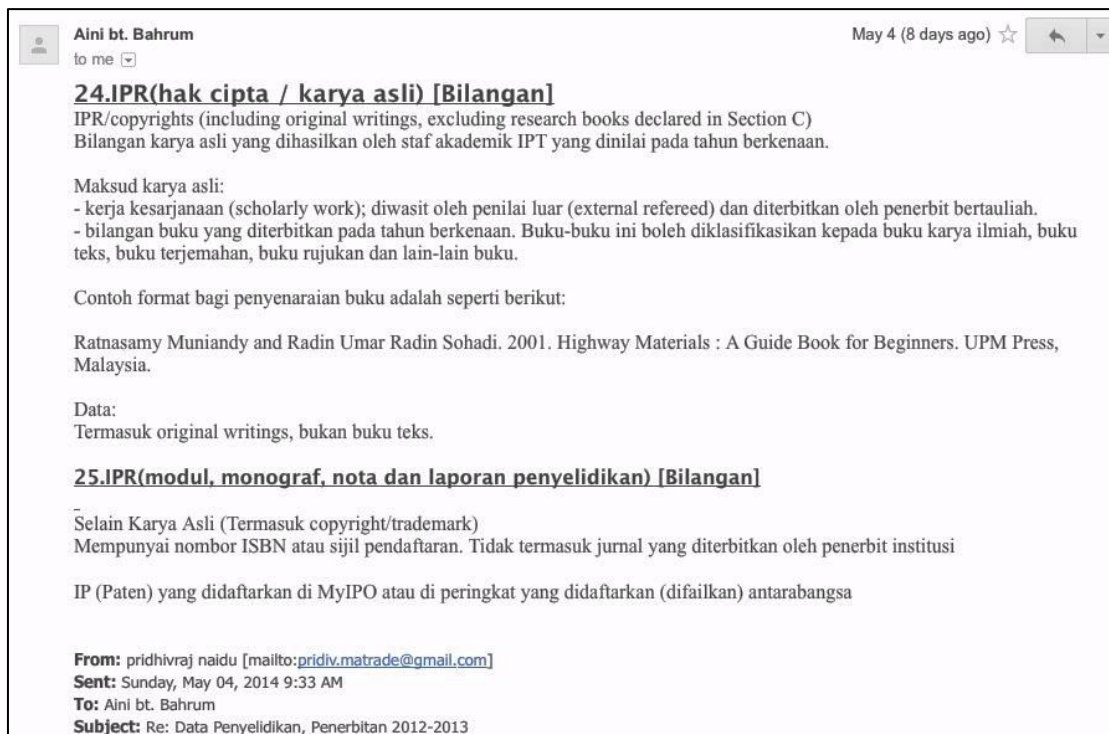 Aini bt. Bahrum
May 4 (8 days ago)
to me
24.IPR(hak cipta / karya asli) [Bilangan]
IPR/copyrights (including original writings, excluding research books declared in Section C)
Bilangan karya asli yang dihasilkan oleh staf akademik IPT yang dinilai pada tahun berkenaan.
Maksud karya asli:
- kerja kesarjanaan (scholarly work); diwasit oleh penilai luar (external refereed) dan diterbitkan oleh penerbit bertauliah.
- bilangan buku yang diterbitkan pada tahun berkenaan. Buku-buku ini boleh diklasifikasikan kepada buku karya ilmiah, buku
teks, buku terjemahan, buku rujukan dan lain-lain buku.
Contoh format bagi penyenaraian buku adalah seperti berikut:
Ratnasamy Muniandy and Radin Umar Radin Sohadi. 2001. Highway Materials : A Guide Book for Beginners. UPM Press,
Malaysia.
Data:
Termasuk original writings, bukan buku teks.
25.IPR(modul, monograf, nota dan laporan penyelidikan) [Bilangan]
Selain Karya Asli (Termasuk copyright/trademark)
Mempunyai nombor ISBN atau sijil pendaftaran. Tidak termasuk jurnal yang diterbitkan oleh penerbit institusi
IP (Paten) yang didaftarkan di MyIPO atau di peringkat yang didaftarkan (difailkan) antarabangsa
From: pridhivraj naidu [mailto:pridiv.matrade@gmail.com]
Sent: Sunday, May 04, 2014 9:33 AM
To: Aini bt. Bahrum
Subject: Re: Data Penyelidikan, Penerbitan 2012-2013